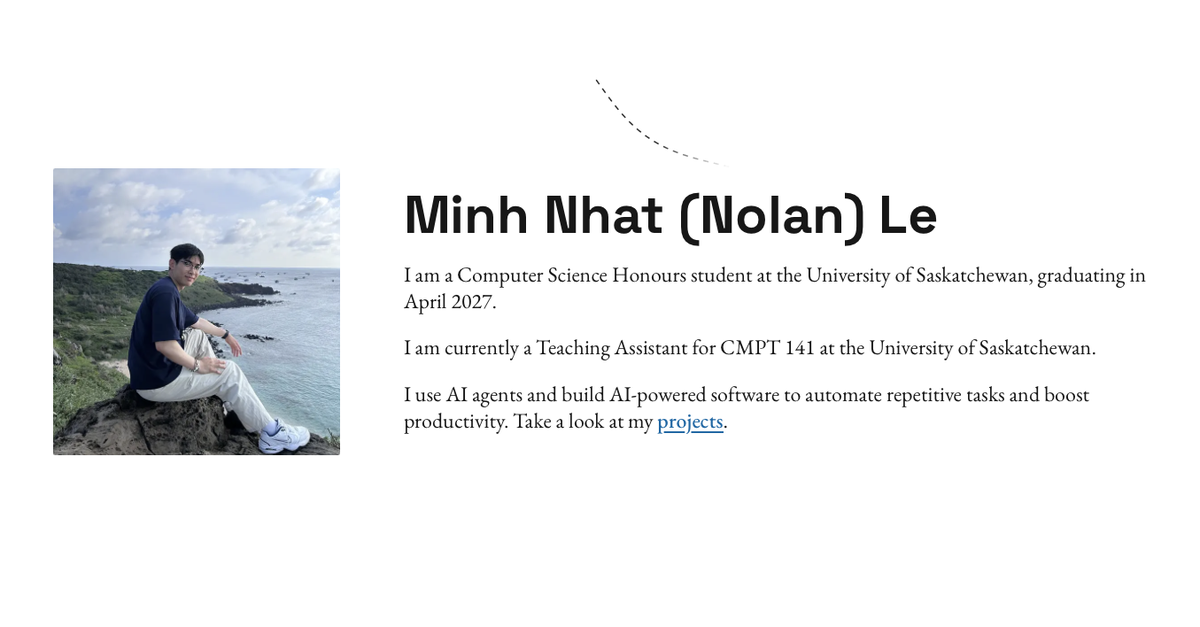 Minh Nhat (Nolan) Le
I am a Computer Science Honours student at the University of Saskatchewan, graduating in
April 2027.
I am currently a Teaching Assistant for CMPT 141 at the University of Saskatchewan.
I use AI agents and build AI-powered software to automate repetitive tasks and boost
productivity. Take a look at my projects.